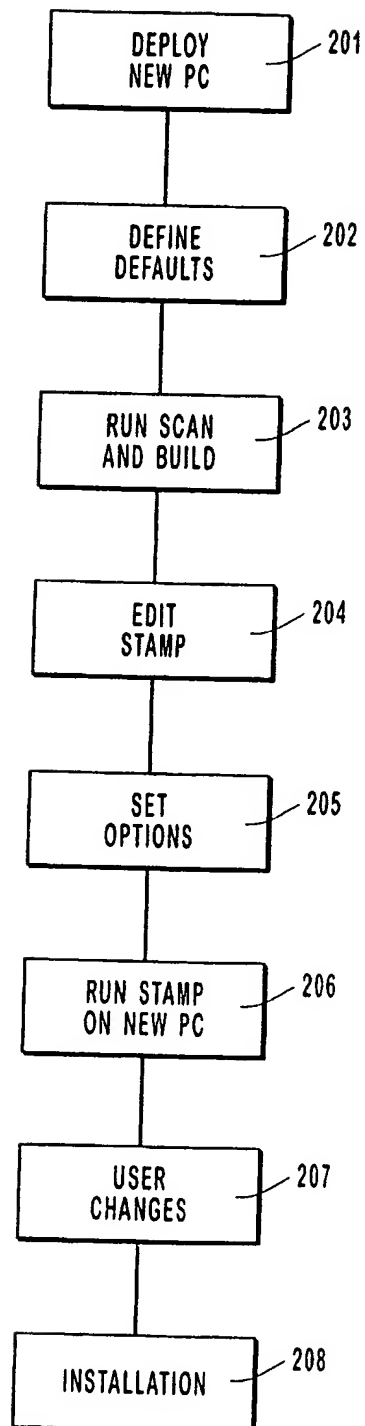 DEPLOY
NEW PC
201
DEFINE
DEFAULTS
202
RUN SCAN
AND BUILD
203
EDIT
STAMP
204
SET
OPTIONS
205
RUN STAMP
ON NEW PC
206
USER
CHANGES
207
INSTALLATION
208